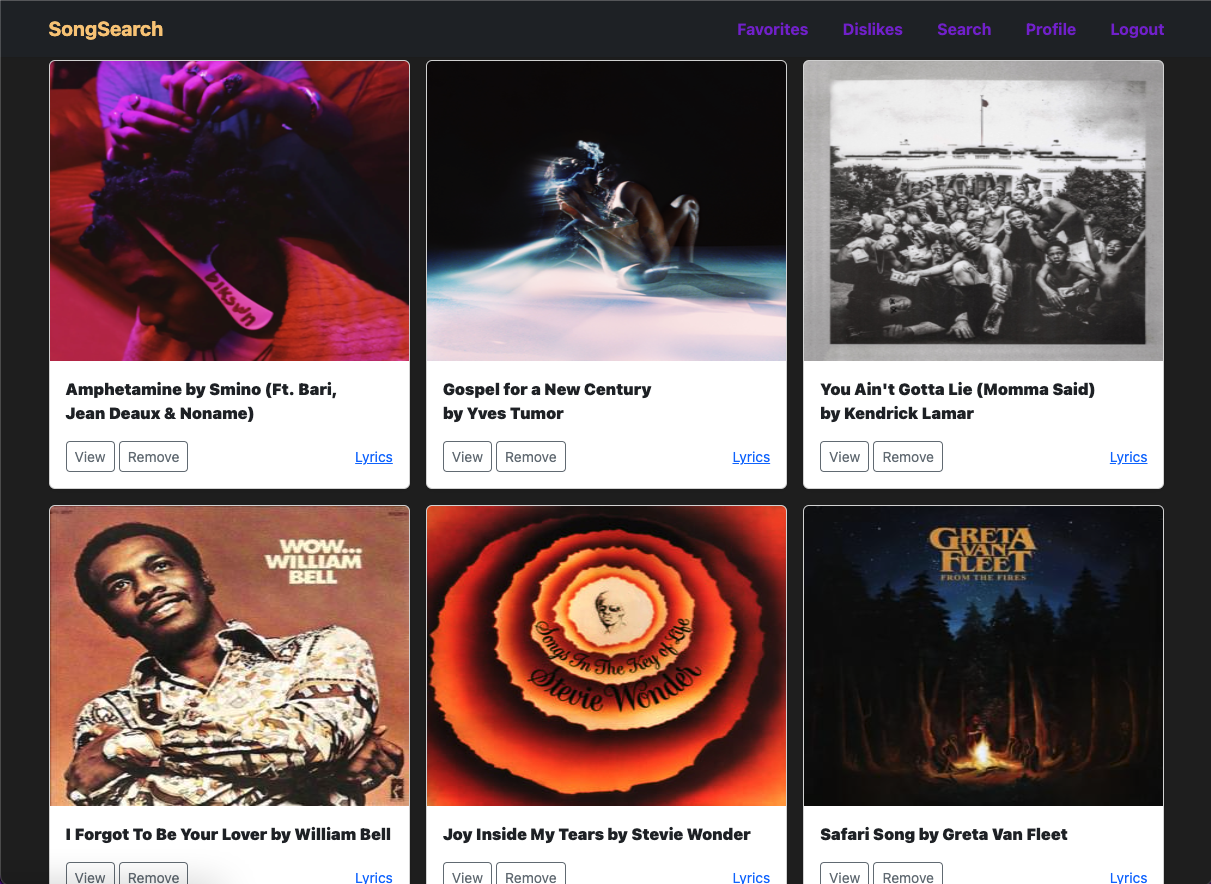 SongSearch
Favorites Dislikes Search Profile Logout
Amphetamine by Smino (Ft. Bari,
Jean Deaux & Noname)
View Remove Lyrics
Gospel for a New Century
by Yves Tumor
View Remove Lyrics
You Ain't Gotta Lie (Momma Said)
by Kendrick Lamar
View Remove Lyrics
WOW...
WILLIAM
BELL
I Forgot To Be Your Lover by William Bell
View Remove Lyrics
Songs In The Key of Life
Stevie Wonder
Joy Inside My Tears by Stevie Wonder
View Remove Lyrics
GRETA
VAN
FLEET
FROM THE FIRES
Safari Song by Greta Van Fleet
View Remove Lyrics